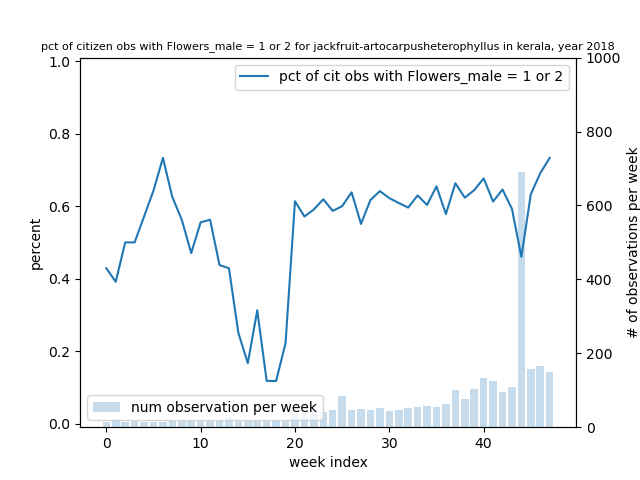 pct of citizen obs with Flowers_male = 1 or 2 for jackfruit-artocarpusheterophyllus in kerala, year 2018
pct of cit obs with Flowers_male = 1 or 2
1.0
0.8
0.6
0.4
0.2
0.0
percent
1000
800
600
400
200
0
# of observations per week
num observation per week
0
10
20
30
40
week index